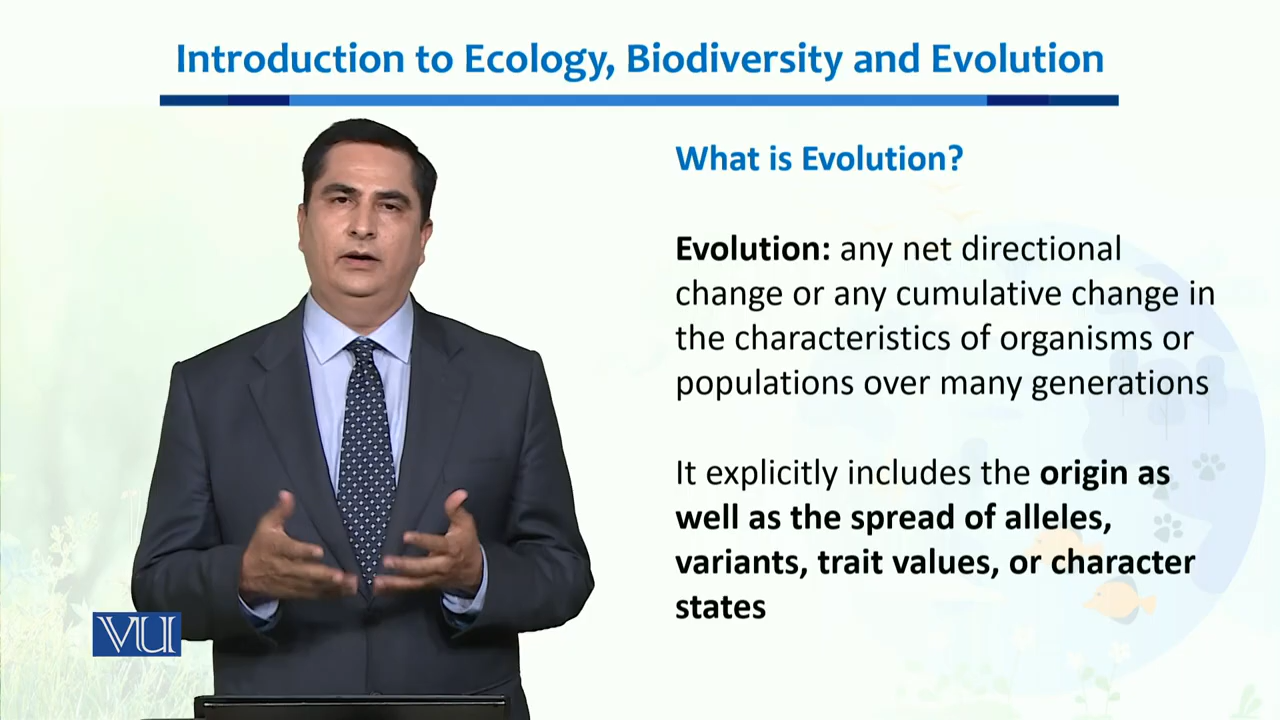 Introduction to Ecology, Biodiversity and Evolution
What is Evolution?
Evolution: any net directional
change or any cumulative change in
the characteristics of organisms or
populations over many generations
It explicitly includes the origin as
well as the spread of alleles,
variants, trait values, or character
states
VU